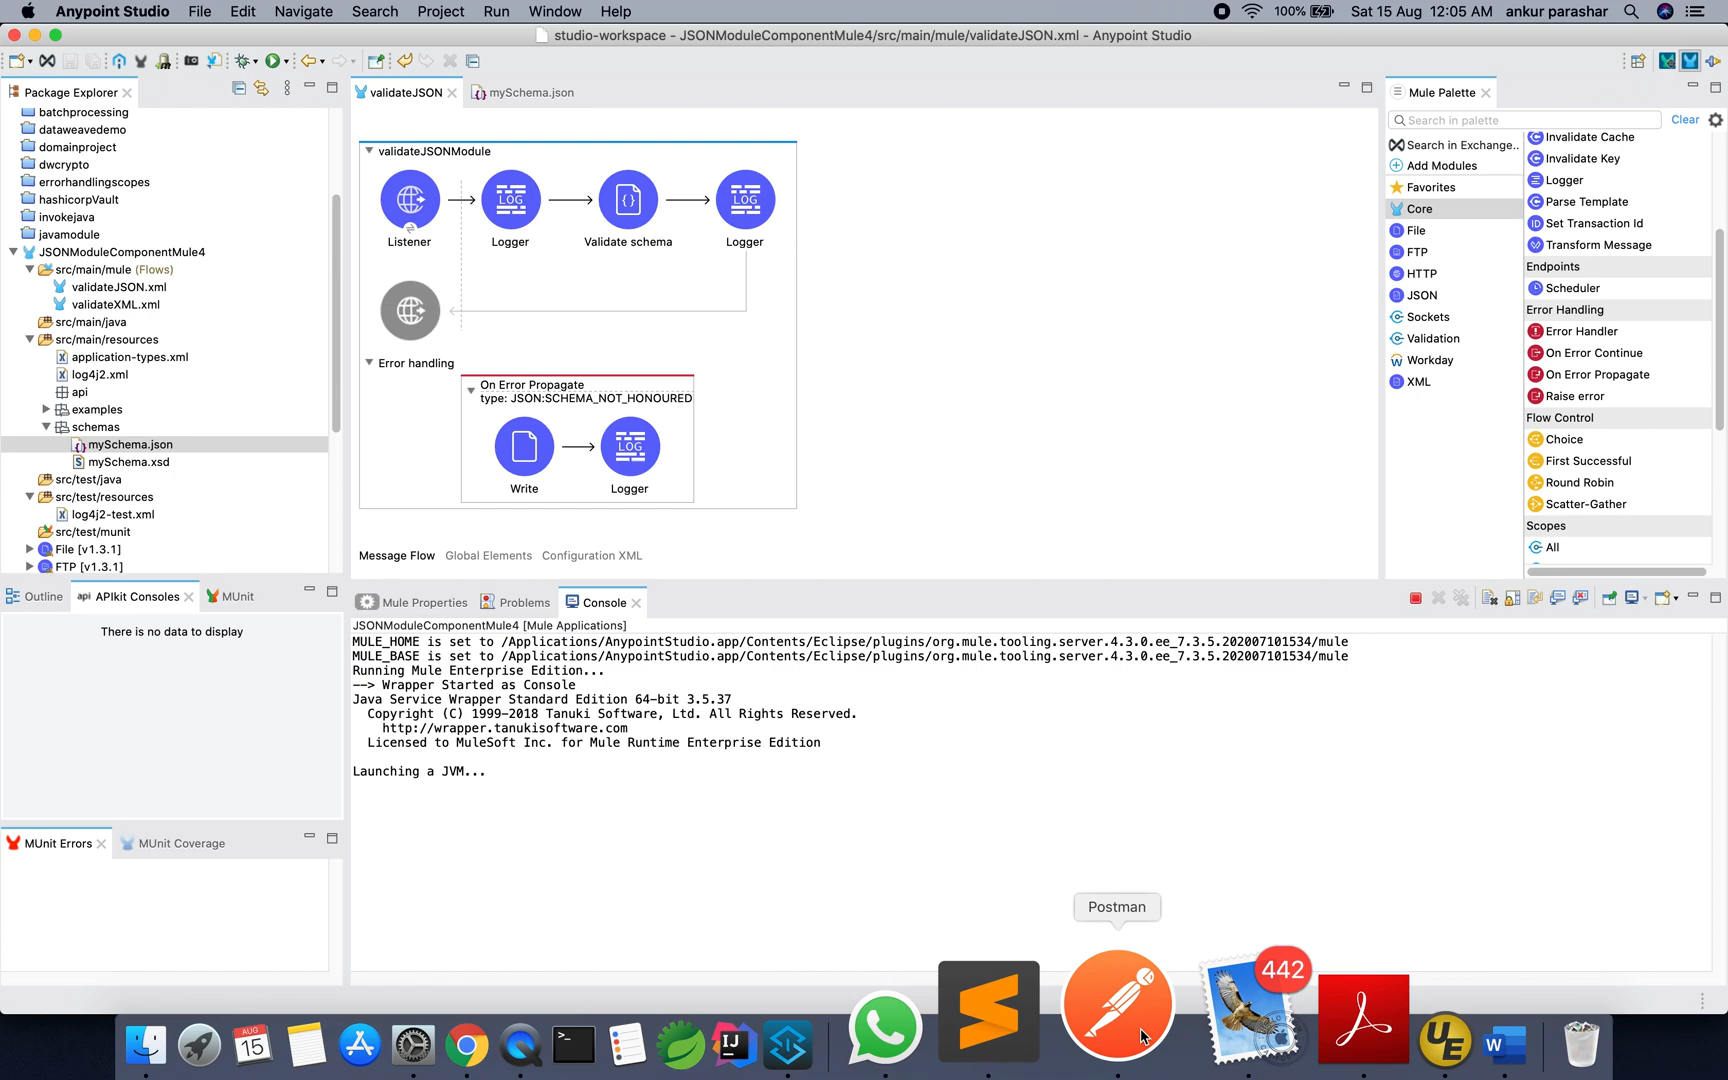 Anypoint Studio File Edit Navigate Search Project Run Window Help 100% Sat 15 Aug 12:05 AM ankur parashar
studio-workspace - JSONModuleComponentMule4/src/main/mule/validateJSON.xml - Anypoint Studio
Package Explorer
batchprocessing
dataweavedemo
domainproject
dwcrypto
errorhandlingscopes
hashicorpVault
invokejava
javamodule
JSONModuleComponentMule4
src/main/mule (Flows)
validateJSON.xml
validateXML.xml
src/main/java
src/main/resources
application-types.xml
log4j2.xml
api
examples
schemas
mySchema.json
mySchema.xsd
src/test/java
src/test/resources
log4j2-test.xml
src/test/munit
File [v1.3.1]
FTP [v1.3.1]
validateJSON mySchema.json
validateJSONModule
LOG LOG
Listener Logger Validate schema Logger
Error handling
On Error Propagate
type: JSON:SCHEMA_NOT_HONOURED
LOG
Write Logger
Message Flow Global Elements Configuration XML
Mule Palette
Search in palette Clear
Search in Exchange..
Add Modules
Favorites
Core
File
FTP
HTTP
JSON
Sockets
Validation
Workday
XML
Invalidate Cache
Invalidate Key
Logger
Parse Template
Set Transaction Id
Transform Message
Endpoints
Scheduler
Error Handling
Error Handler
On Error Continue
On Error Propagate
Raise error
Flow Control
Choice
First Successful
Round Robin
Scatter-Gather
Scopes
All
Outline api APIkit Consoles MUnit
There is no data to display
MUnit Errors MUnit Coverage
Mule Properties Problems Console
JSONModuleComponentMule4 [Mule Applications]
MULE_HOME is set to /Applications/AnypointStudio.app/Contents/Eclipse/plugins/org.mule.tooling.server.4.3.0.ee_7.3.5.202007101534/mule
MULE_BASE is set to /Applications/AnypointStudio.app/Contents/Eclipse/plugins/org.mule.tooling.server.4.3.0.ee_7.3.5.202007101534/mule
Running Mule Enterprise Edition...
--> Wrapper Started as Console
Java Service Wrapper Standard Edition 64-bit 3.5.37
Copyright (C) 1999-2018 Tanuki Software, Ltd. All Rights Reserved.
http://wrapper.tanukisoftware.com
Licensed to MuleSoft Inc. for Mule Runtime Enterprise Edition
Launching a JVM...
Postman
442
AUG
15
IJ
UE
W